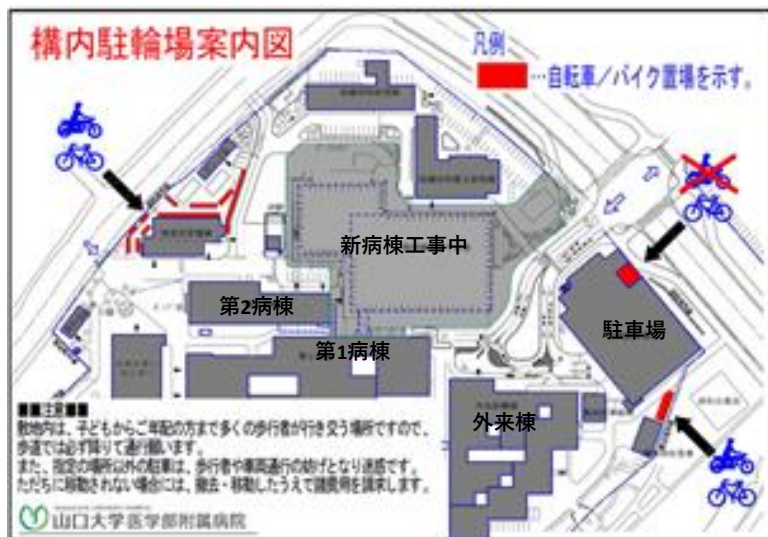 構内駐輪場案内図
凡例
…自転車/バイク置場を示す。
新病棟工事中
第2病棟
駐車場
第1病棟
外来棟
■■注意■■
敷地内は、子どもからご年配の方まで多くの歩行者が行き交う場所ですので、
歩道では必ず降りて通行願います。
また、指定の場所以外の駐車は、歩行者や車両通行の妨げとなり迷惑です。
ただちに移動されない場合には、撤去・移動したうえで諸費用を請求します。
山口大学医学部附属病院